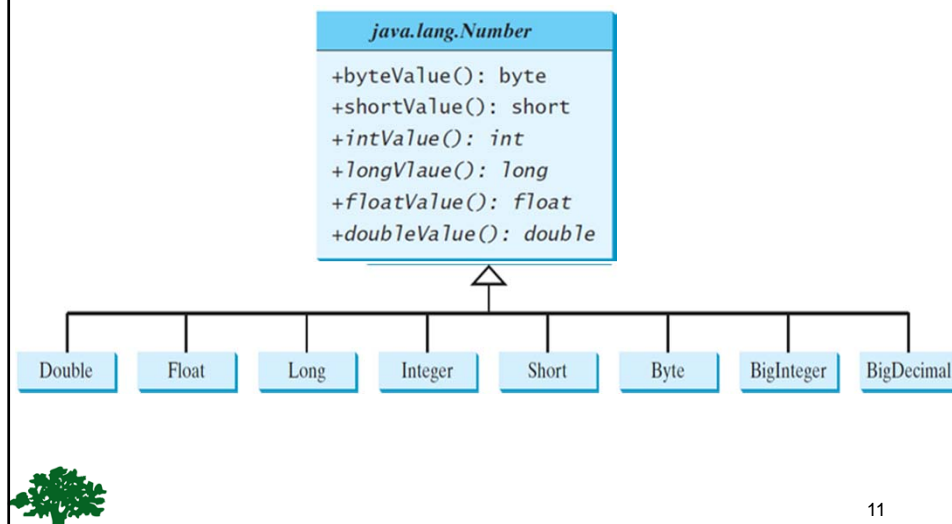 java.lang.Number
+byteValue(): byte
+shortValue(): short
+intValue(): int
+longVlaue(): long
+floatValue(): float
+doubleValue(): double
Double Float Long Integer Short Byte BigInteger BigDecimal
11